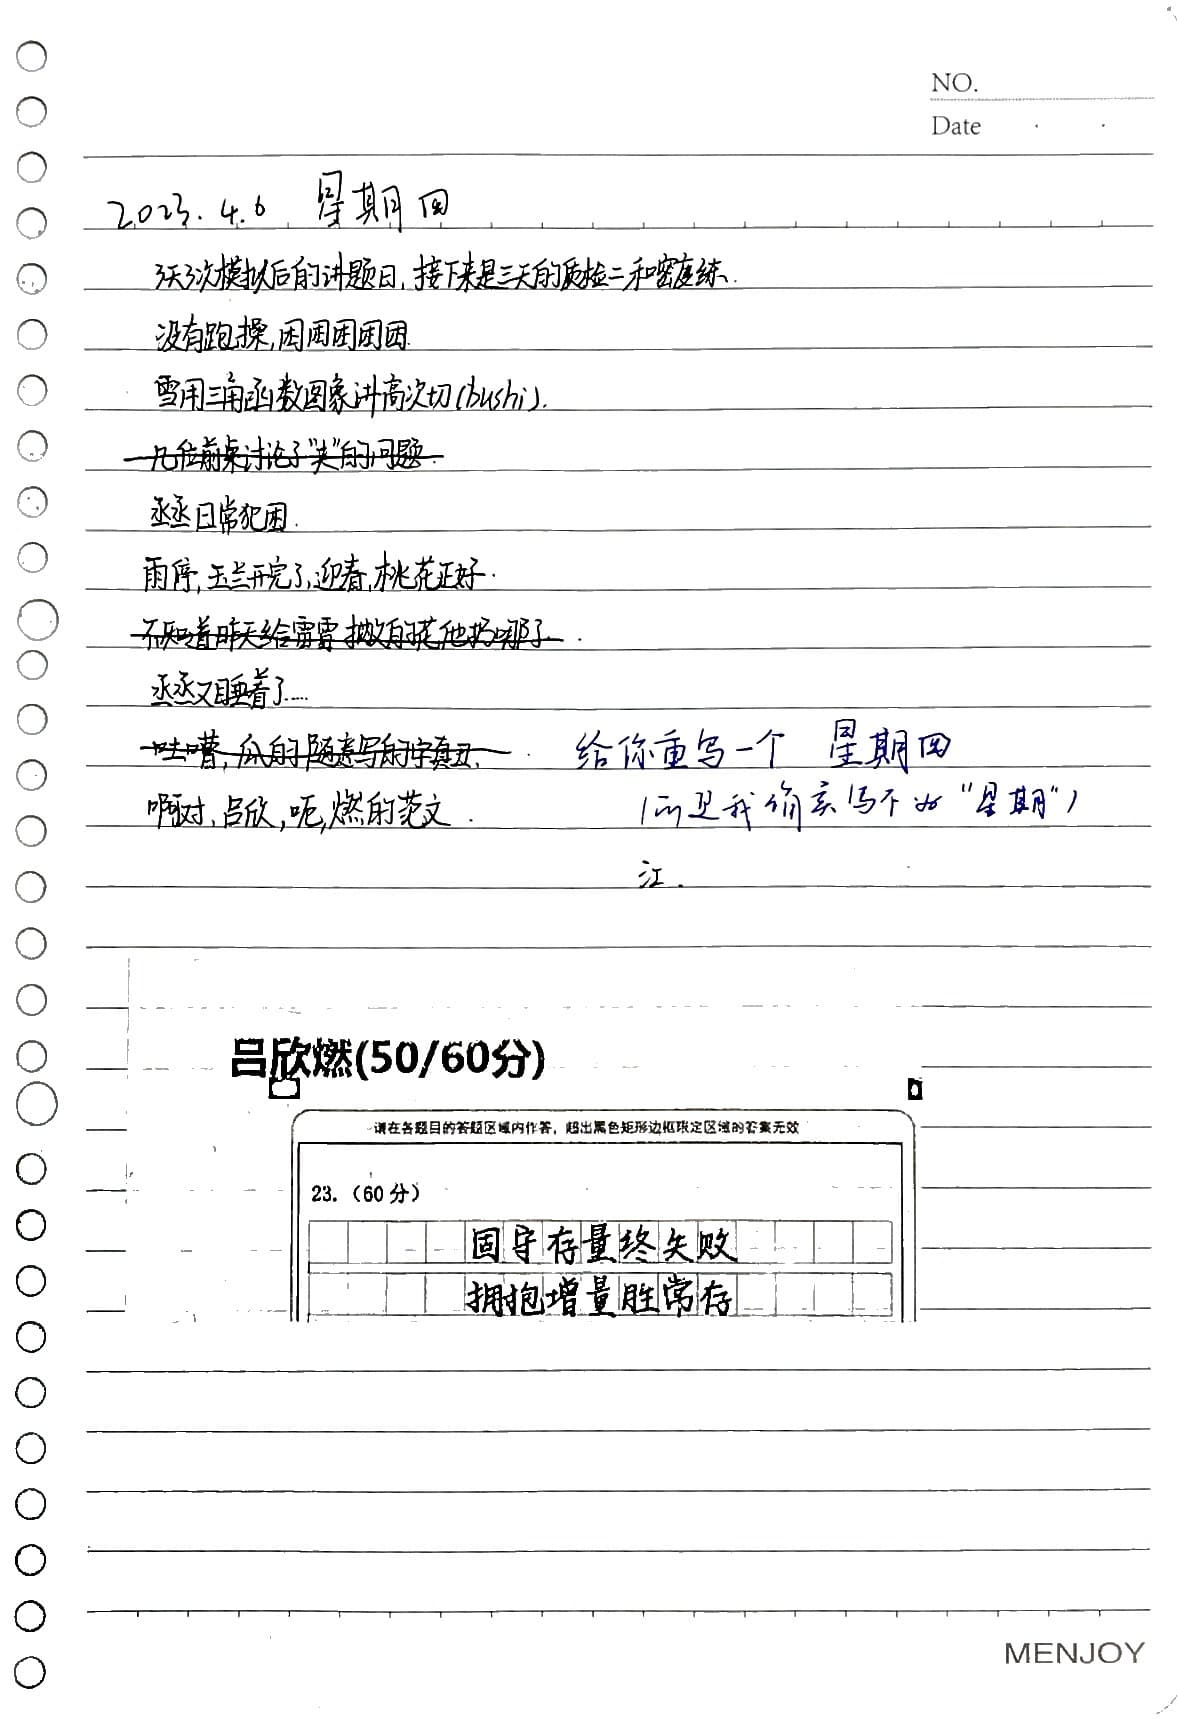 NO.
Date
2023.4.6 星期四
3天3次模拟后的讲题日,接下来是三天的质检二和密度练.
没有跑操,困困困困困.
雪用三角函数图象讲高次切(bushi).
几位前桌讨论了“夹”的问题.
丞丞日常犯困.
雨停,玉兰开完了,迎春,桃花正好.
不知道昨天给雷雷掀的花他扔哪了.
丞丞又睡着了……
吐嘈,爪的随意写的字真丑. 给你重写一个 星期四
啊对,吕欣,呃,燃的范文. (而且我确实写不好“星期”)
江.
吕欣燃(50/60分)
请在各题目的答题区域内作答，超出黑色矩形边框限定区域的答案无效
23.（60分）
固守存量终失败
拥抱增量胜常存
MENJOY